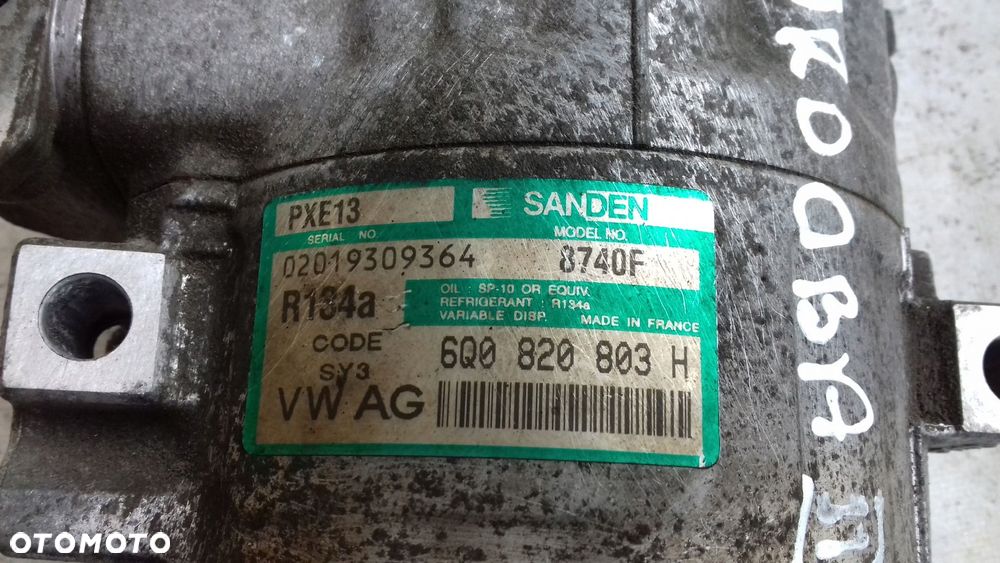 PXE13
SANDEN
SERIAL NO.
MODEL NO.
02019309364
8740F
R134a
OIL : SP-10 OR EQUIV.
REFRIGERANT : R134a
VARIABLE DISP.
MADE IN FRANCE
CODE
SY3
6Q0 820 803 H
VW AG
OTOMOTO